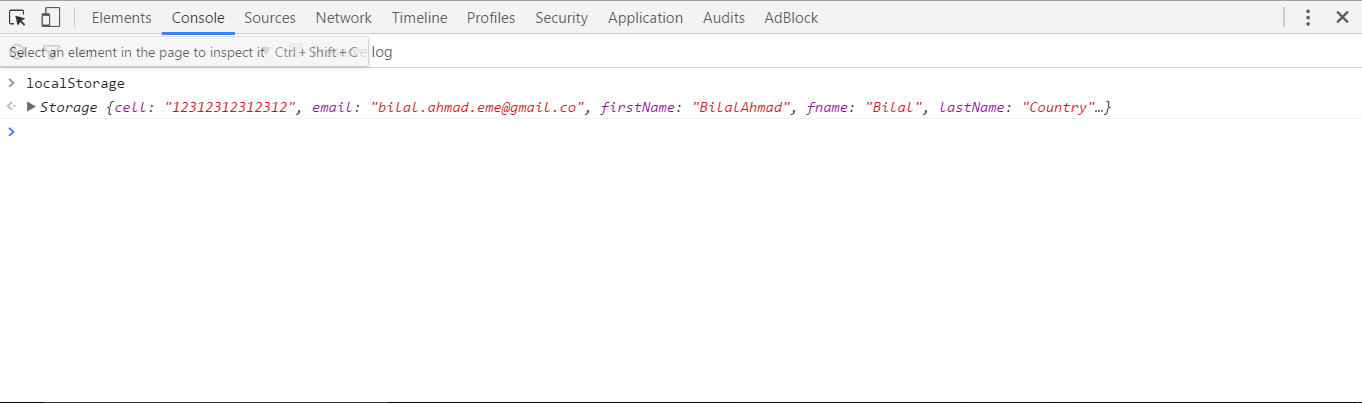 Elements Console Sources Network Timeline Profiles Security Application Audits AdBlock
Select an element in the page to inspect it Ctrl + Shift + C log
> localStorage
Storage {cell: "12312312312312", email: "bilal.ahmad.eme@gmail.co", firstName: "BilalAhmad", fname: "Bilal", lastName: "Country"…}
>